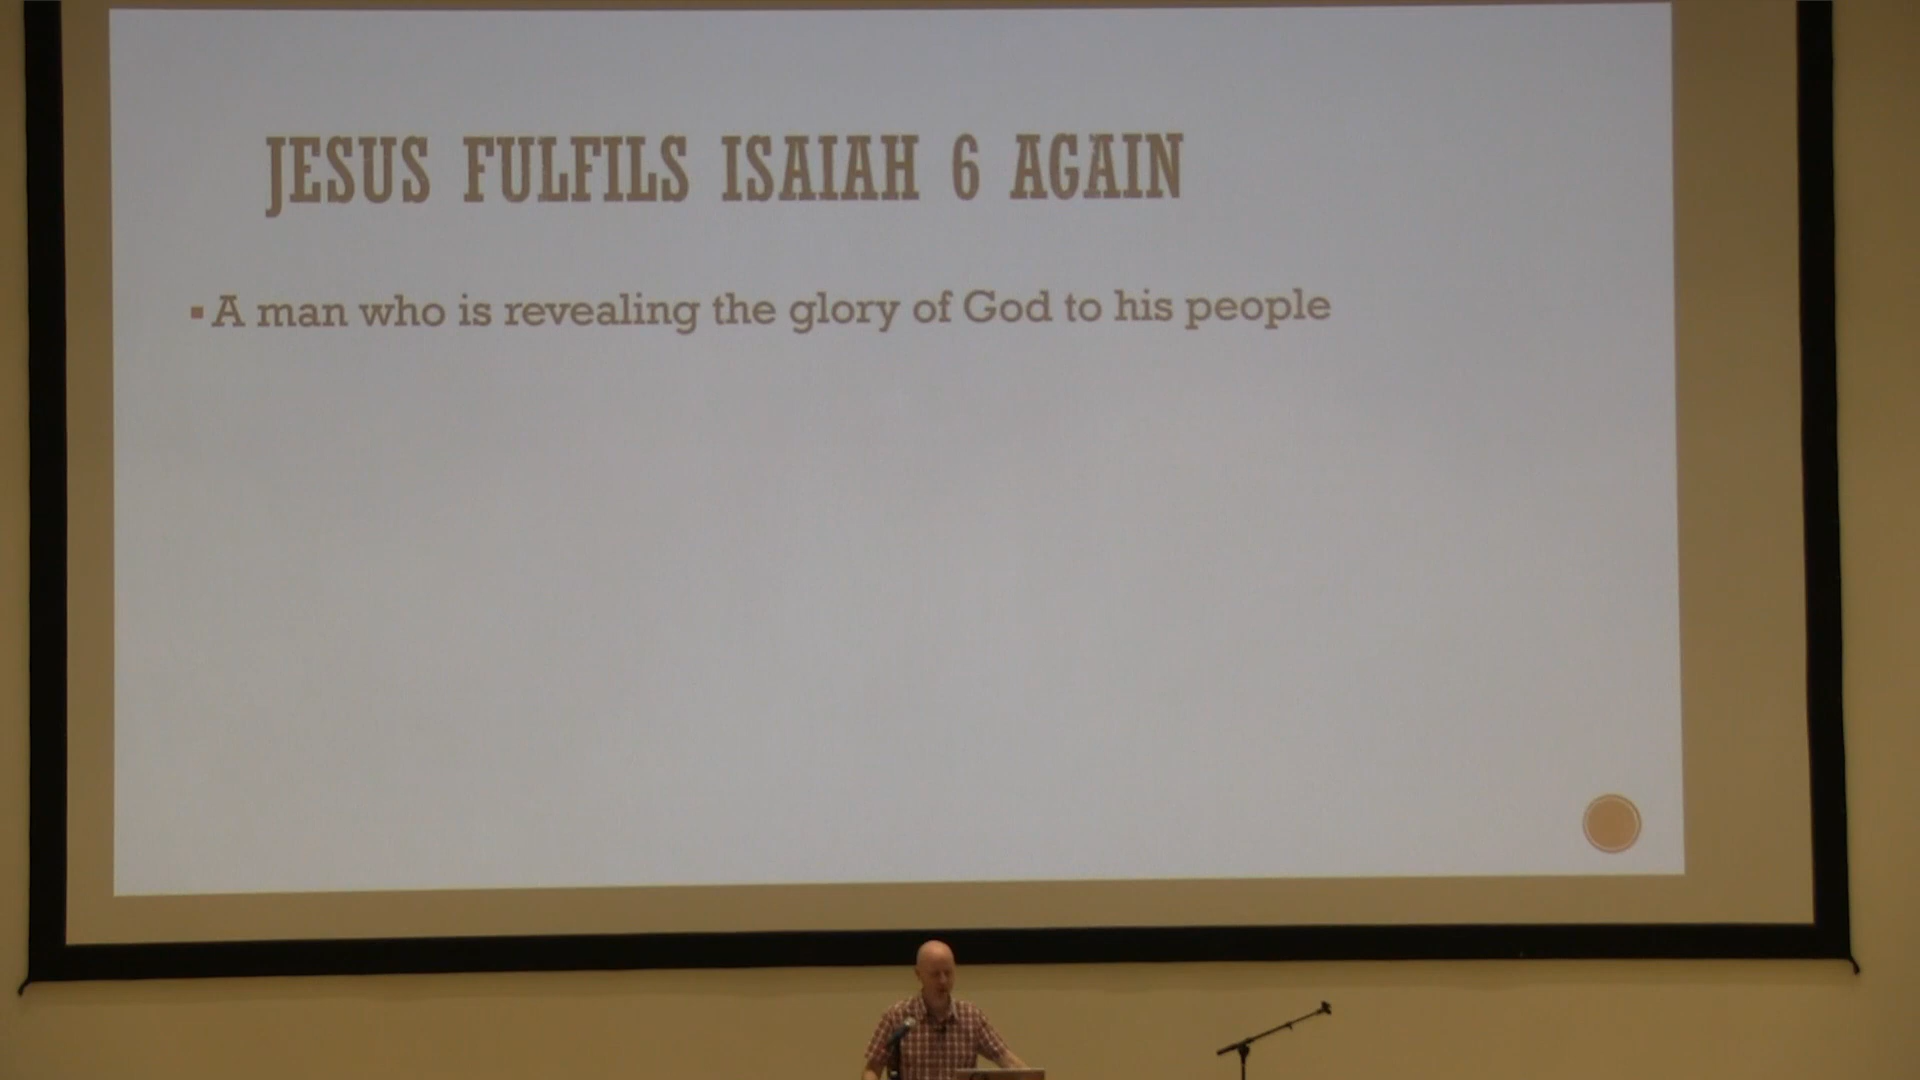 JESUS FULFILS ISAIAH 6 AGAIN
▪ A man who is revealing the glory of God to his people